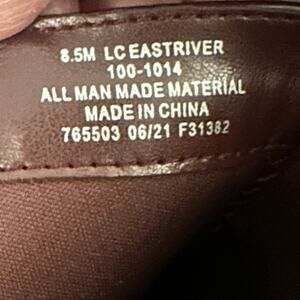 8.5M LC EASTRIVER
100-1014
ALL MAN MADE MATERIAL
MADE IN CHINA
765503 06/21 F31382